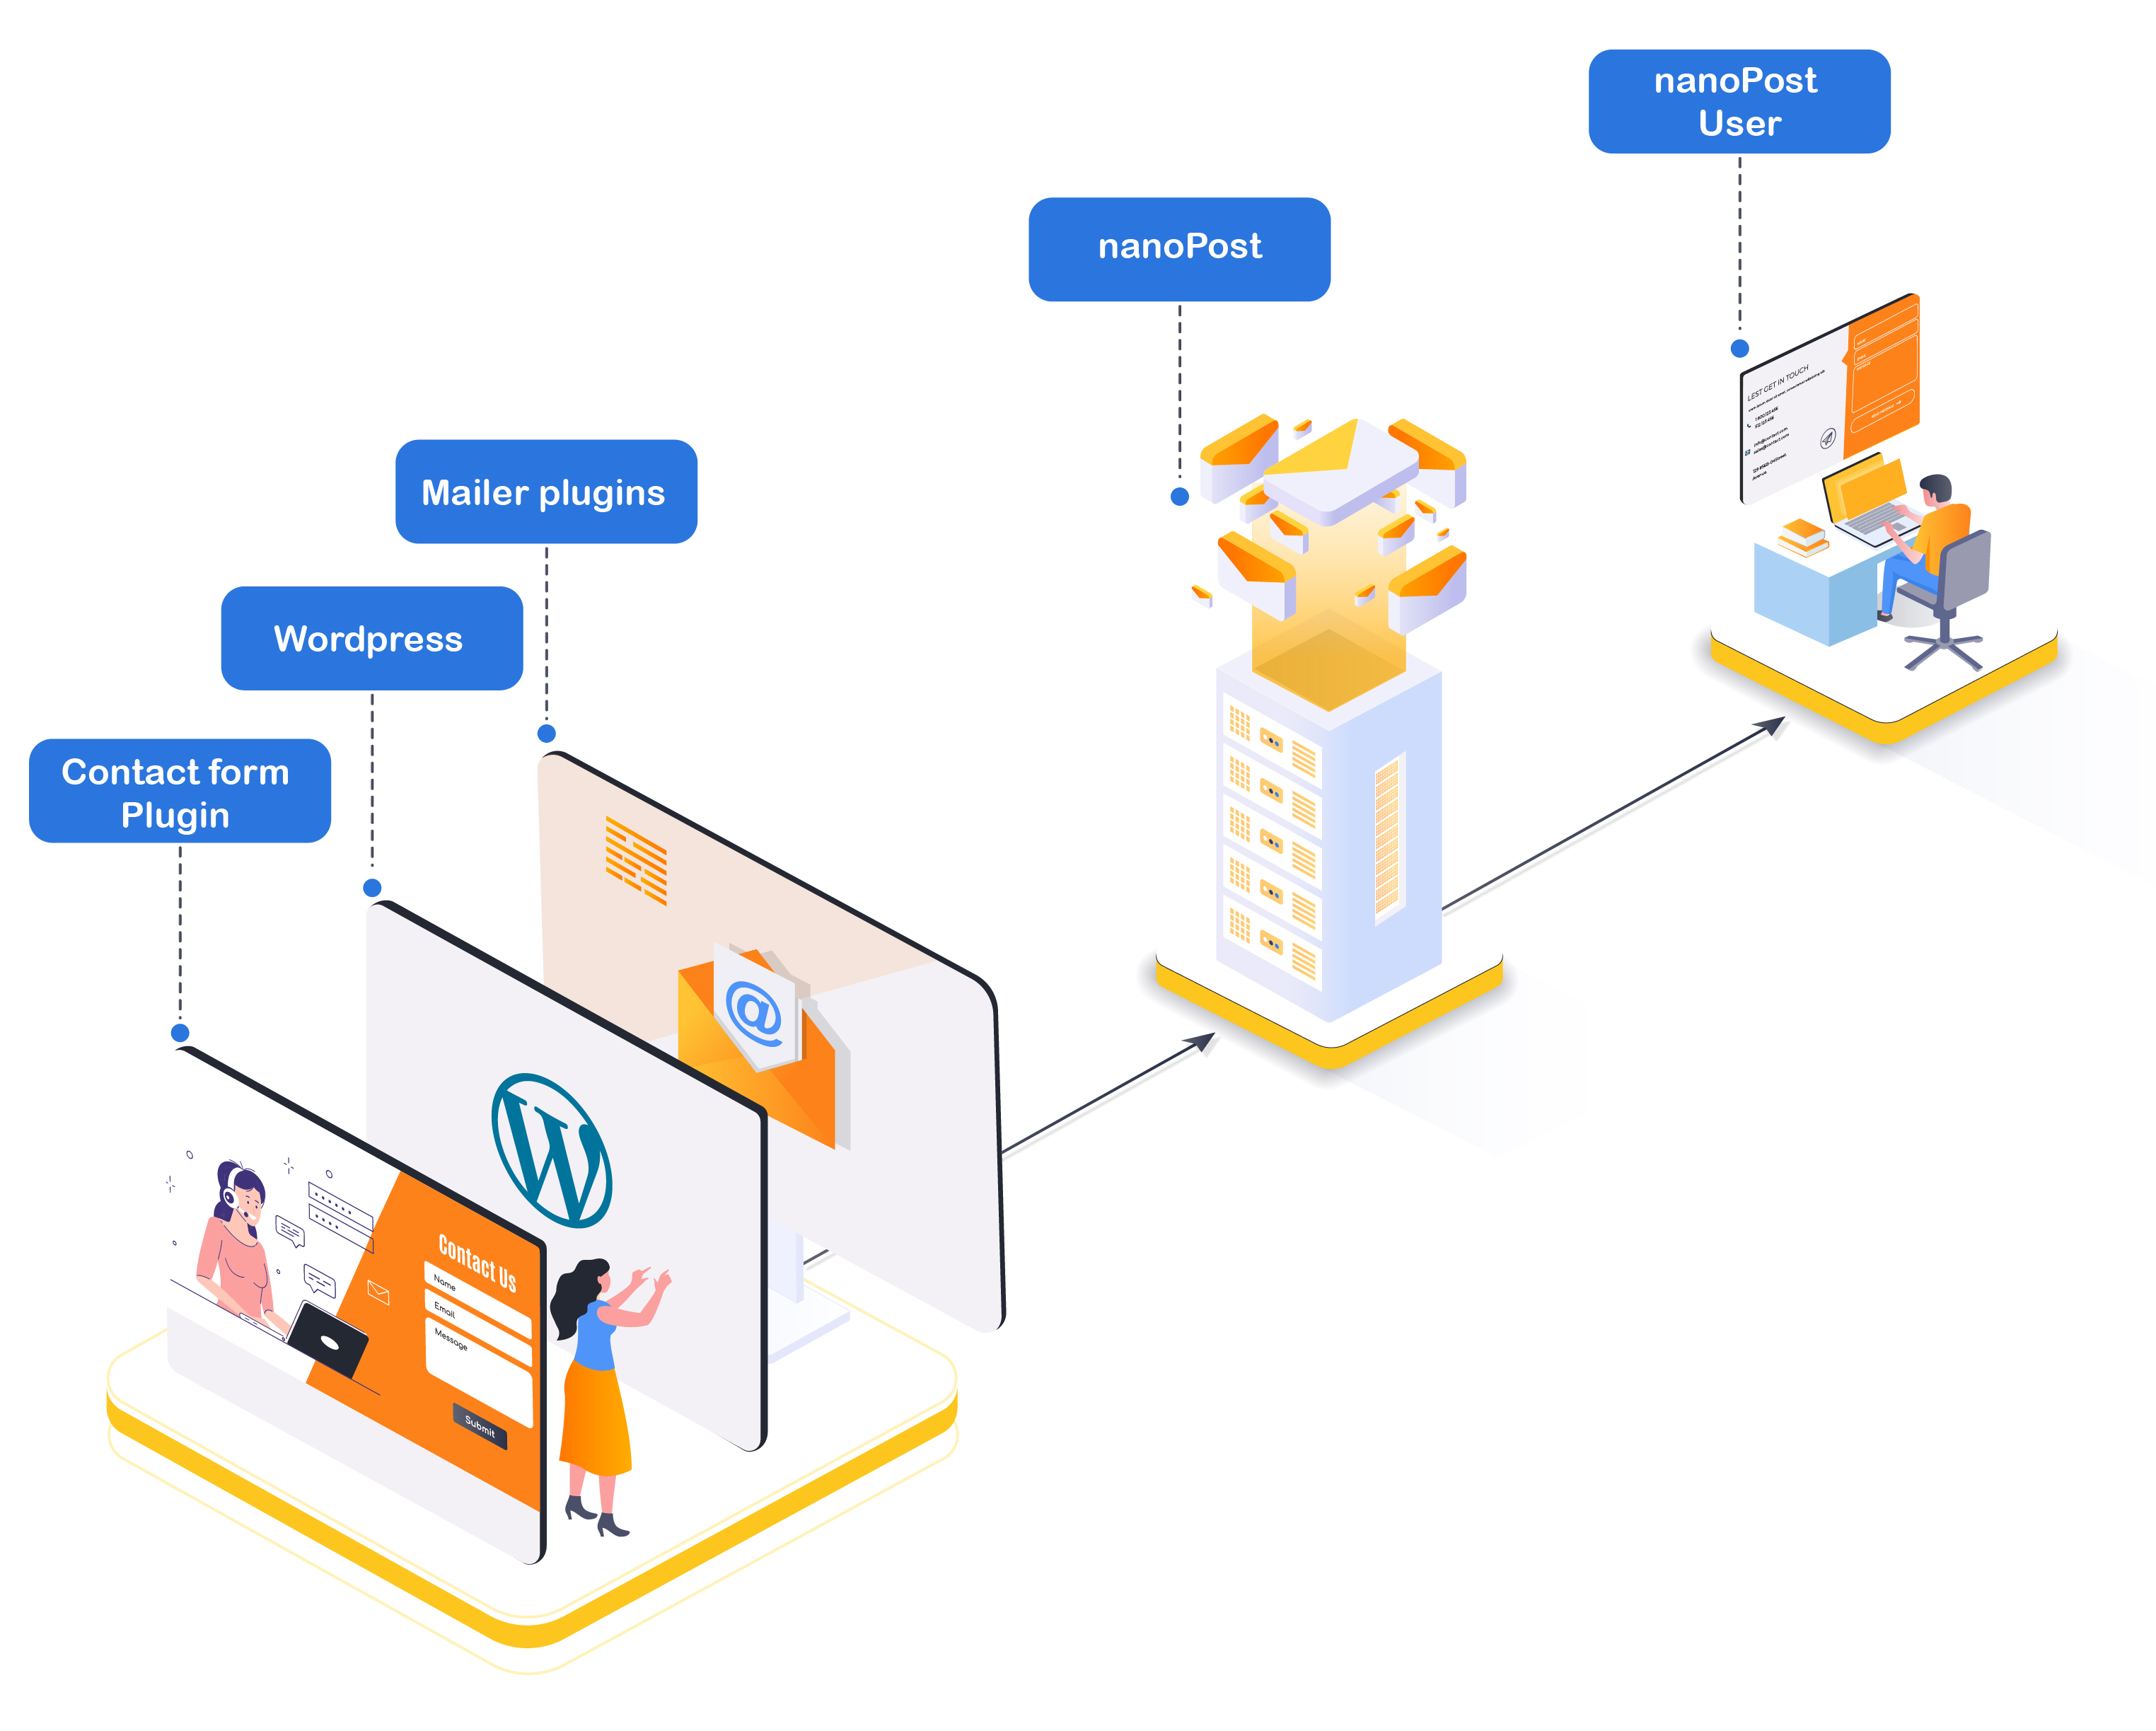 nanoPost
User
nanoPost
Mailer plugins
Wordpress
Contact form
Plugin
LEST GET IN TOUCH
Contact Us
Name
Email
Message
Submit